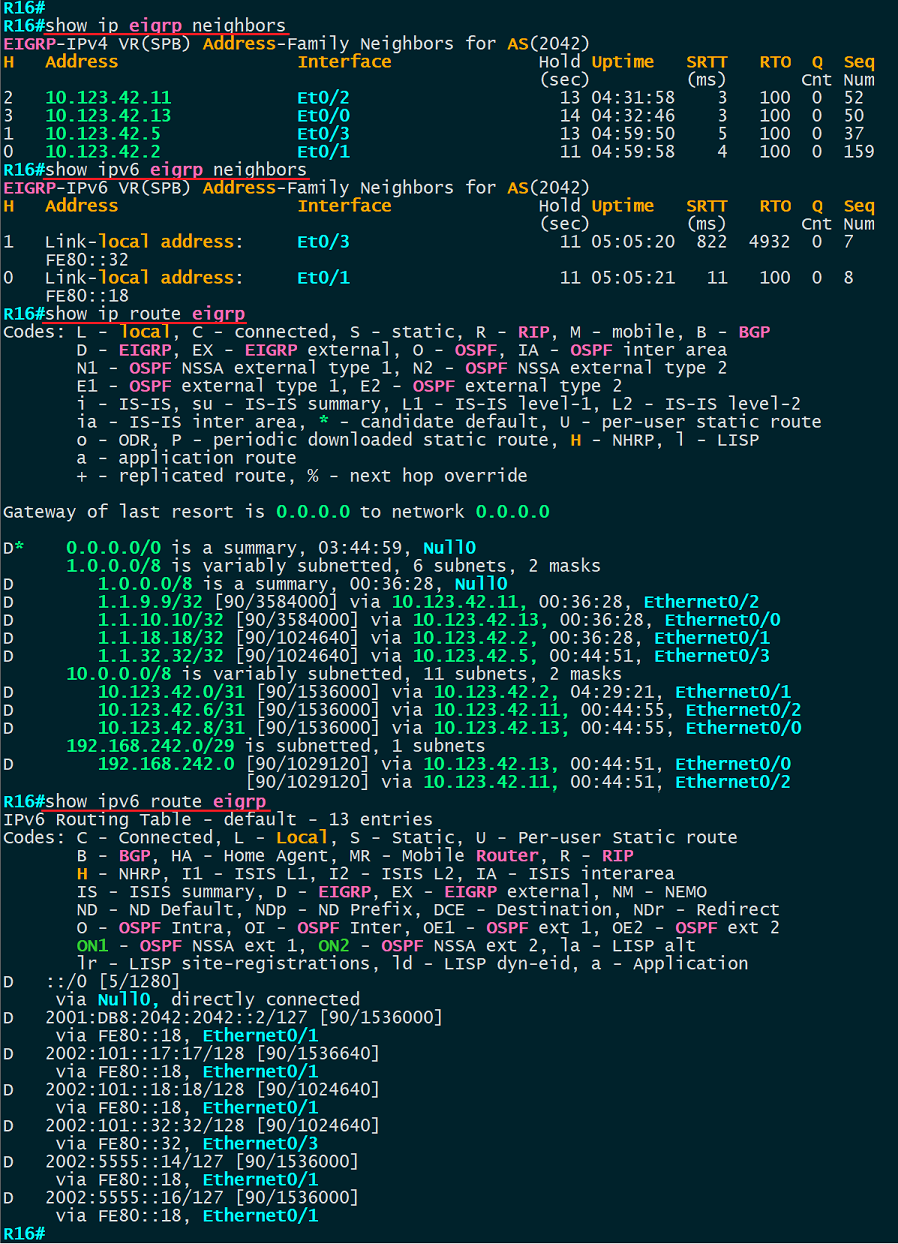 R16#
R16#show ip eigrp neighbors
EIGRP-IPv4 VR(SPB) Address-Family Neighbors for AS(2042)
H   Address                 Interface              Hold Uptime   SRTT   RTO  Q  Seq
                                                   (sec)         (ms)       Cnt Num
2   10.123.42.11            Et0/2                    13 04:31:58    3   100  0  52
3   10.123.42.13            Et0/0                    14 04:32:46    3   100  0  50
1   10.123.42.5             Et0/3                    13 04:59:50    5   100  0  37
0   10.123.42.2             Et0/1                    11 04:59:58    4   100  0  159
R16#show ipv6 eigrp neighbors
EIGRP-IPv6 VR(SPB) Address-Family Neighbors for AS(2042)
H   Address                 Interface              Hold Uptime   SRTT   RTO  Q  Seq
                                                   (sec)         (ms)       Cnt Num
1   Link-local address:     Et0/3                    11 05:05:20  822  4932  0  7
    FE80::32
0   Link-local address:     Et0/1                    11 05:05:21   11   100  0  8
    FE80::18
R16#show ip route eigrp
Codes: L - local, C - connected, S - static, R - RIP, M - mobile, B - BGP
       D - EIGRP, EX - EIGRP external, O - OSPF, IA - OSPF inter area
       N1 - OSPF NSSA external type 1, N2 - OSPF NSSA external type 2
       E1 - OSPF external type 1, E2 - OSPF external type 2
       i - IS-IS, su - IS-IS summary, L1 - IS-IS level-1, L2 - IS-IS level-2
       ia - IS-IS inter area, * - candidate default, U - per-user static route
       o - ODR, P - periodic downloaded static route, H - NHRP, l - LISP
       a - application route
       + - replicated route, % - next hop override
Gateway of last resort is 0.0.0.0 to network 0.0.0.0
D*    0.0.0.0/0 is a summary, 03:44:59, Null0
      1.0.0.0/8 is variably subnetted, 6 subnets, 2 masks
D        1.0.0.0/8 is a summary, 00:36:28, Null0
D        1.1.9.9/32 [90/3584000] via 10.123.42.11, 00:36:28, Ethernet0/2
D        1.1.10.10/32 [90/3584000] via 10.123.42.13, 00:36:28, Ethernet0/0
D        1.1.18.18/32 [90/1024640] via 10.123.42.2, 00:36:28, Ethernet0/1
D        1.1.32.32/32 [90/1024640] via 10.123.42.5, 00:44:51, Ethernet0/3
      10.0.0.0/8 is variably subnetted, 11 subnets, 2 masks
D        10.123.42.0/31 [90/1536000] via 10.123.42.2, 04:29:21, Ethernet0/1
D        10.123.42.6/31 [90/1536000] via 10.123.42.11, 00:44:55, Ethernet0/2
D        10.123.42.8/31 [90/1536000] via 10.123.42.13, 00:44:55, Ethernet0/0
      192.168.242.0/29 is subnetted, 1 subnets
D        192.168.242.0 [90/1029120] via 10.123.42.13, 00:44:51, Ethernet0/0
                       [90/1029120] via 10.123.42.11, 00:44:51, Ethernet0/2
R16#show ipv6 route eigrp
IPv6 Routing Table - default - 13 entries
Codes: C - Connected, L - Local, S - Static, U - Per-user Static route
       B - BGP, HA - Home Agent, MR - Mobile Router, R - RIP
       H - NHRP, I1 - ISIS L1, I2 - ISIS L2, IA - ISIS interarea
       IS - ISIS summary, D - EIGRP, EX - EIGRP external, NM - NEMO
       ND - ND Default, NDp - ND Prefix, DCE - Destination, NDr - Redirect
       O - OSPF Intra, OI - OSPF Inter, OE1 - OSPF ext 1, OE2 - OSPF ext 2
       ON1 - OSPF NSSA ext 1, ON2 - OSPF NSSA ext 2, la - LISP alt
       lr - LISP site-registrations, ld - LISP dyn-eid, a - Application
D   ::/0 [5/1280]
     via Null0, directly connected
D   2001:DB8:2042:2042::2/127 [90/1536000]
     via FE80::18, Ethernet0/1
D   2002:101::17:17/128 [90/1536640]
     via FE80::18, Ethernet0/1
D   2002:101::18:18/128 [90/1024640]
     via FE80::18, Ethernet0/1
D   2002:101::32:32/128 [90/1024640]
     via FE80::32, Ethernet0/3
D   2002:5555::14/127 [90/1536000]
     via FE80::18, Ethernet0/1
D   2002:5555::16/127 [90/1536000]
     via FE80::18, Ethernet0/1
R16#